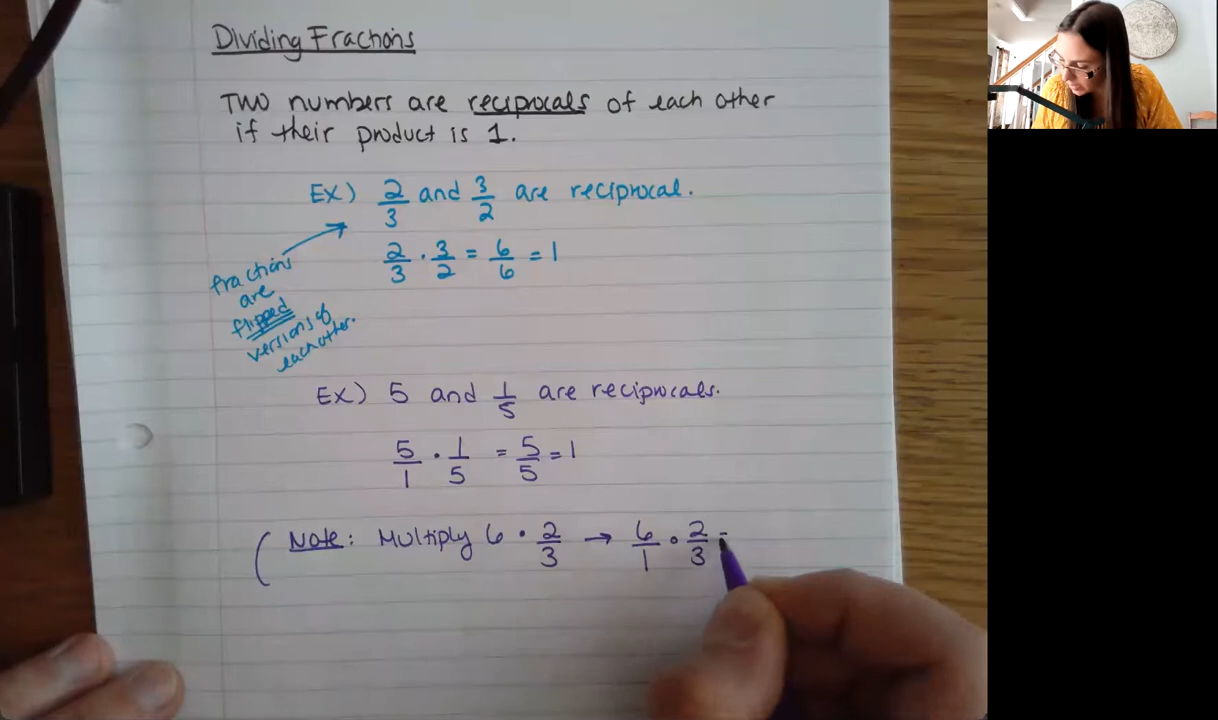 Dividing Fractions
Two numbers are reciprocals of each other
if their product is 1.
Ex) 2/3 and 3/2 are reciprocal.
2/3 · 3/2 = 6/6 = 1
fractions
are
flipped
versions of
each other.
Ex) 5 and 1/5 are reciprocals.
5/1 · 1/5 = 5/5 = 1
( Note: Multiply 6 · 2/3 → 6/1 · 2/3 =